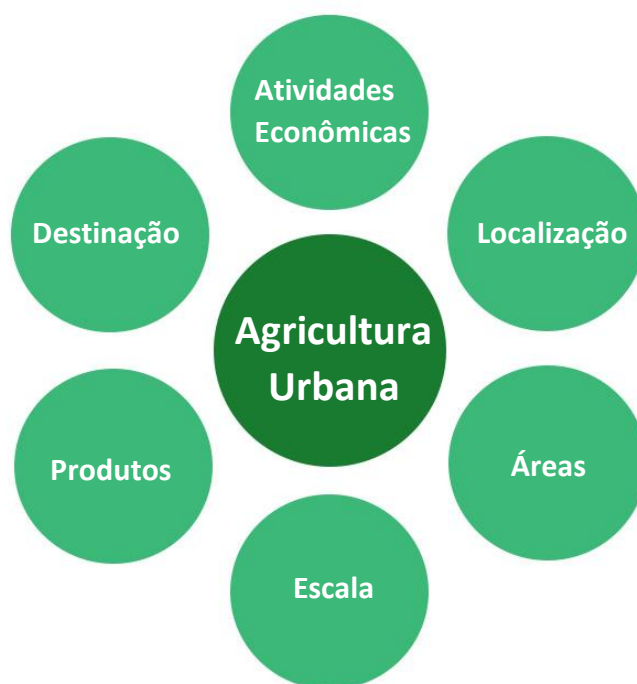 Atividades
Econômicas
Destinação
Localização
Agricultura
Urbana
Produtos
Áreas
Escala